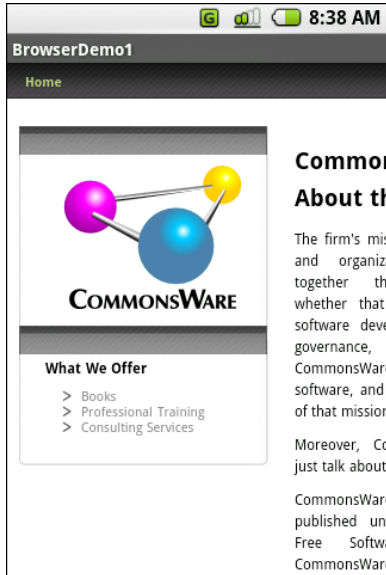 G 8:38 AM
BrowserDemo1
Home
COMMONSWARE
What We Offer
> Books
> Professional Training
> Consulting Services
Common
About th
The firm's mis
and organiz
together th
whether that
software deve
governance,
CommonsWare
software, and
of that mission
Moreover, Co
just talk about
CommonsWare
published un
Free Softwa
CommonsWare